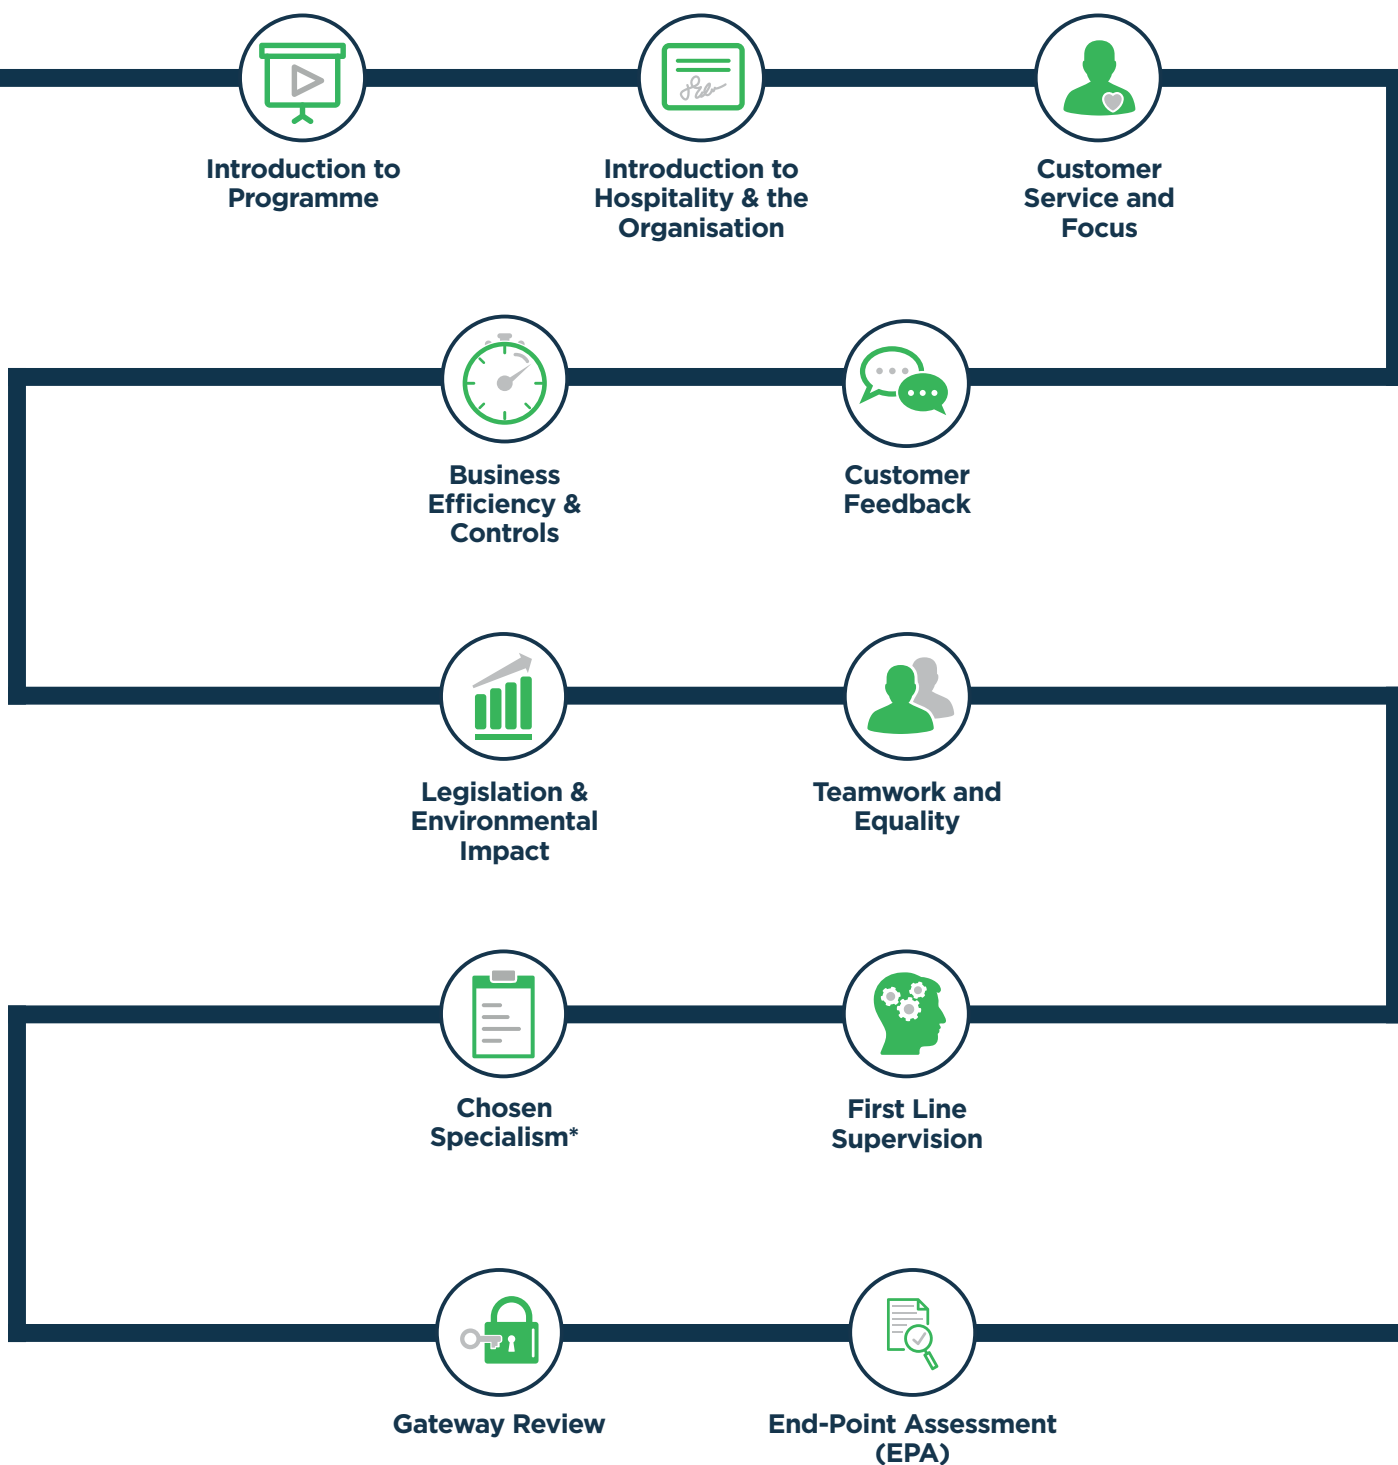 Introduction to
Programme
Introduction to
Hospitality & the
Organisation
Customer
Service and
Focus
Business
Efficiency &
Controls
Customer
Feedback
Legislation &
Environmental
Impact
Teamwork and
Equality
Chosen
Specialism*
First Line
Supervision
Gateway Review
End-Point Assessment
(EPA)